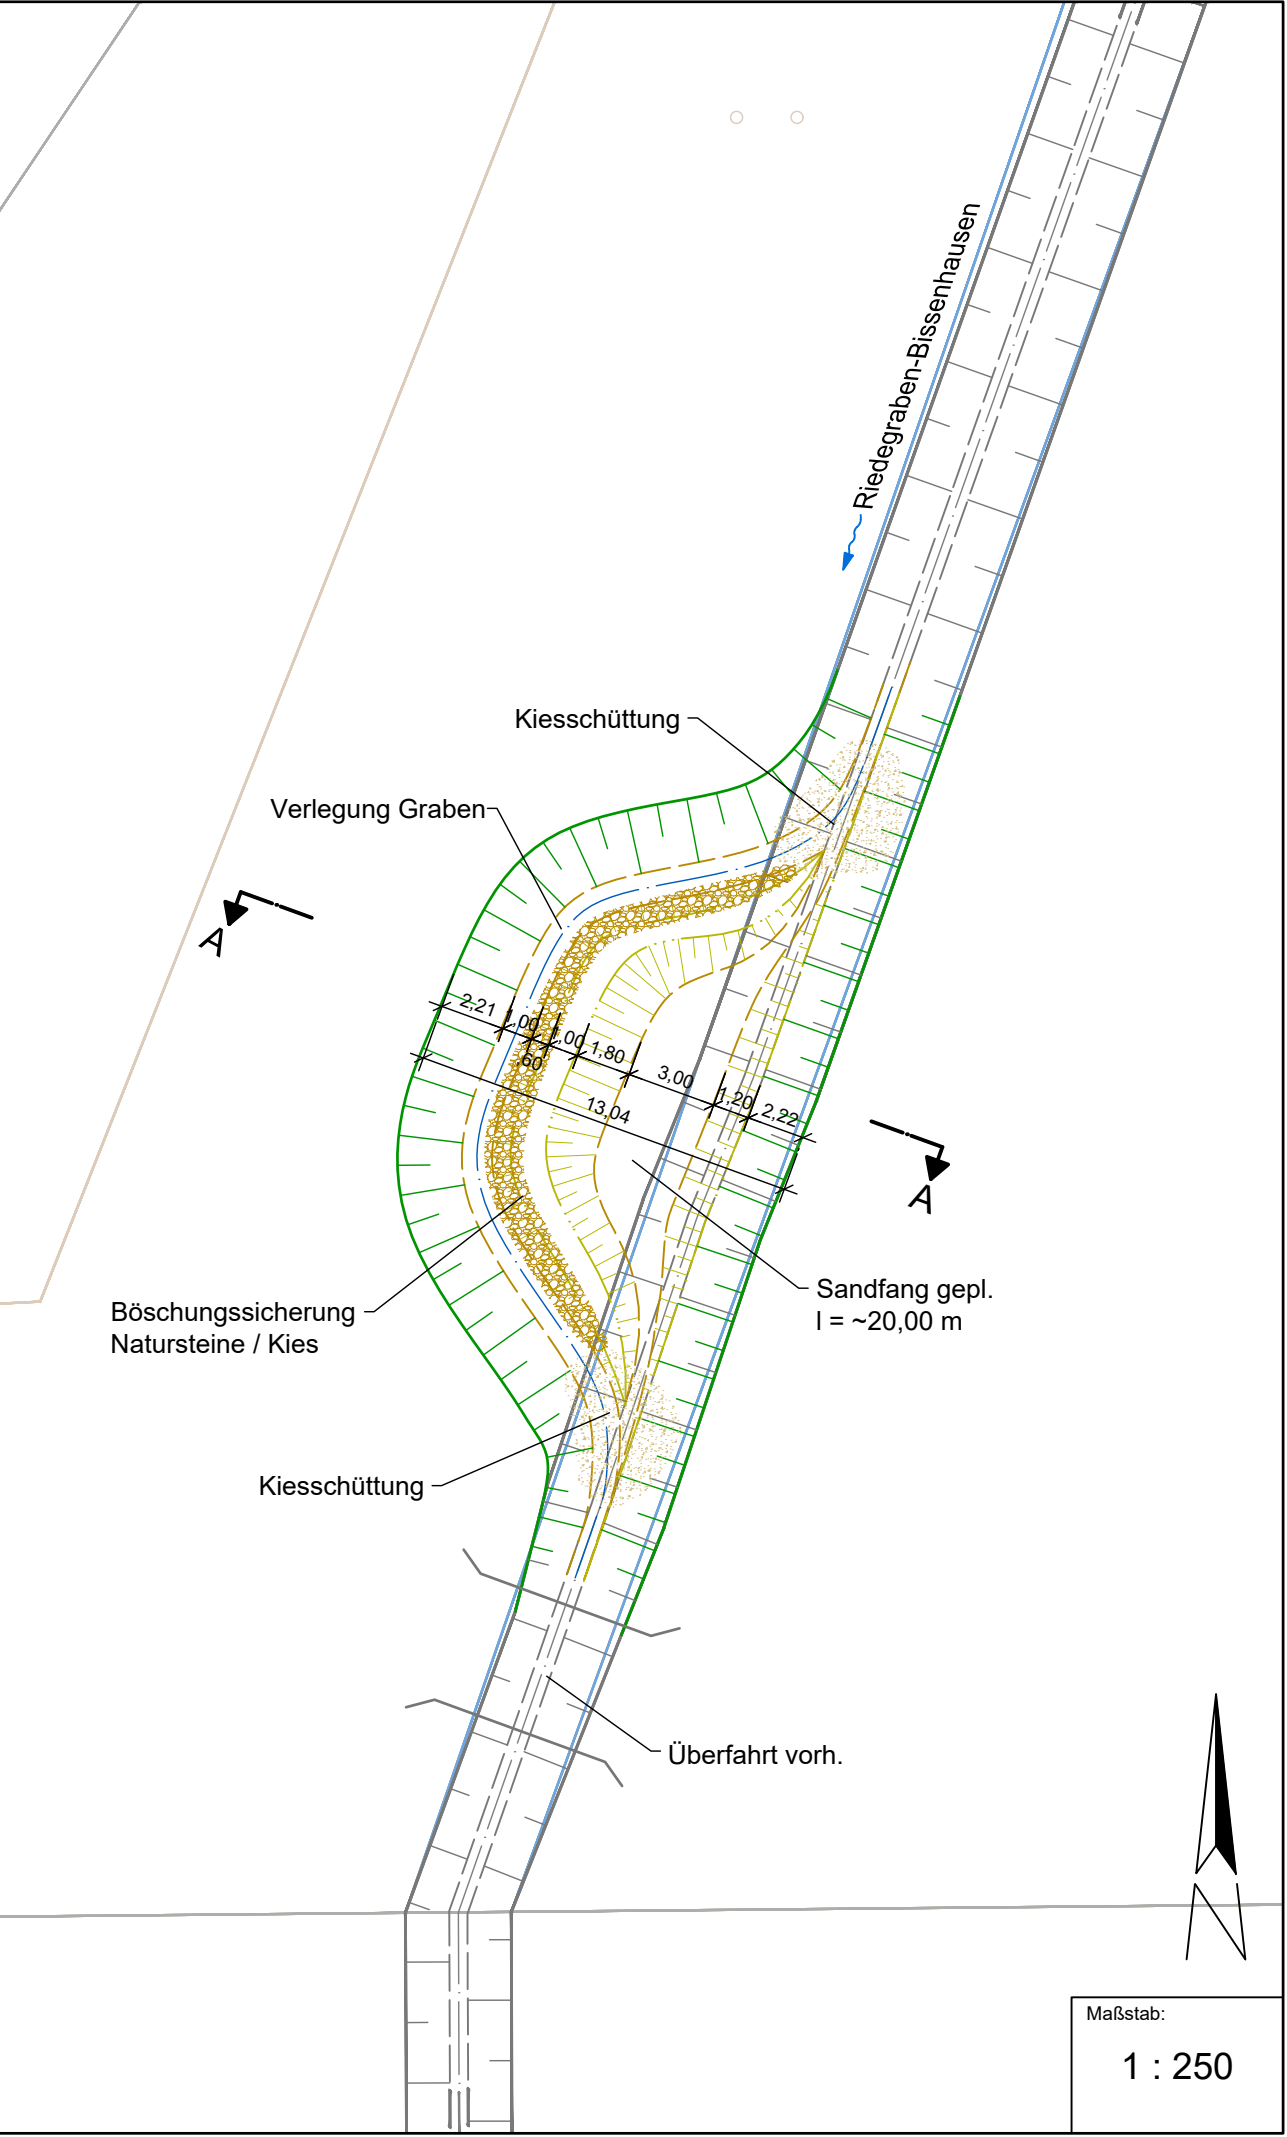 Riedegraben-Bissenhausen
Kiesschüttung
Verlegung Graben
A
2,21
1,00
,60
1,00
1,80
3,00
1,20
2,22
13,04
A
Sandfang gepl.
l = ~20,00 m
Böschungssicherung
Natursteine / Kies
Kiesschüttung
Überfahrt vorh.
N
Maßstab:
1 : 250